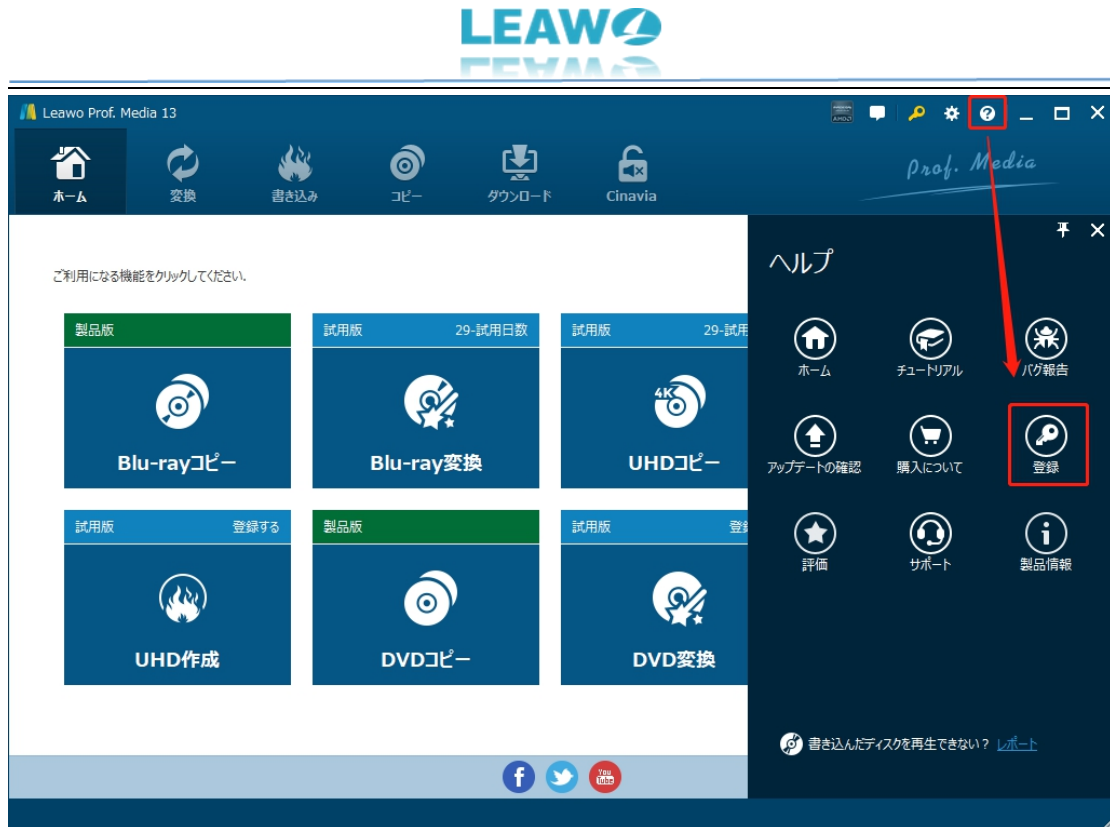 LEAWO
Leawo Prof. Media 13
ホーム
変換
書き込み
コピー
ダウンロード
Cinavia
Prof. Media
ご利用になる機能をクリックしてください.
製品版
Blu-rayコピー
試用版 29-試用日数
Blu-ray変換
試用版 29-試用
4K
UHDコピー
試用版 登録する
UHD作成
製品版
DVDコピー
試用版
DVD変換
ヘルプ
ホーム
チュートリアル
バグ報告
アップデートの確認
購入について
登録
評価
サポート
製品情報
書き込んだディスクを再生できない？ レポート
You Tube